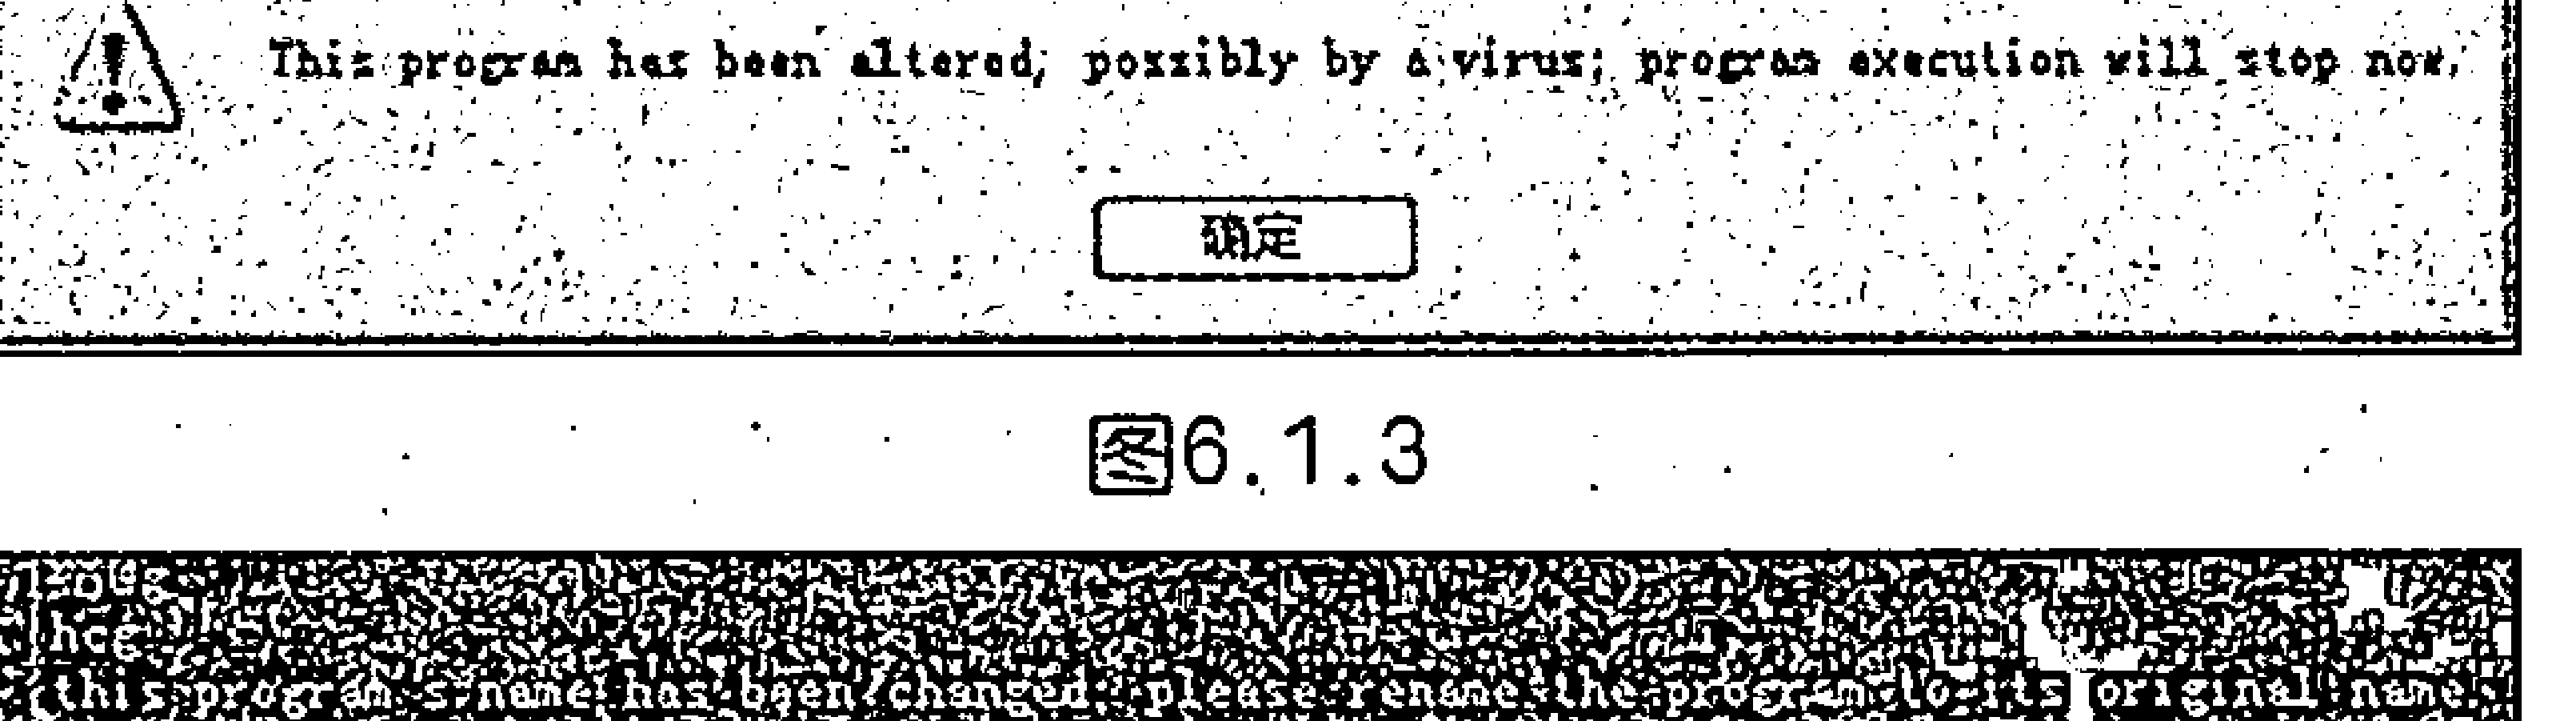 This program has been altered; possibly by a virus; program execution will stop now.
确定
图6.1.3
this program's name has been changed please rename the program to its original name